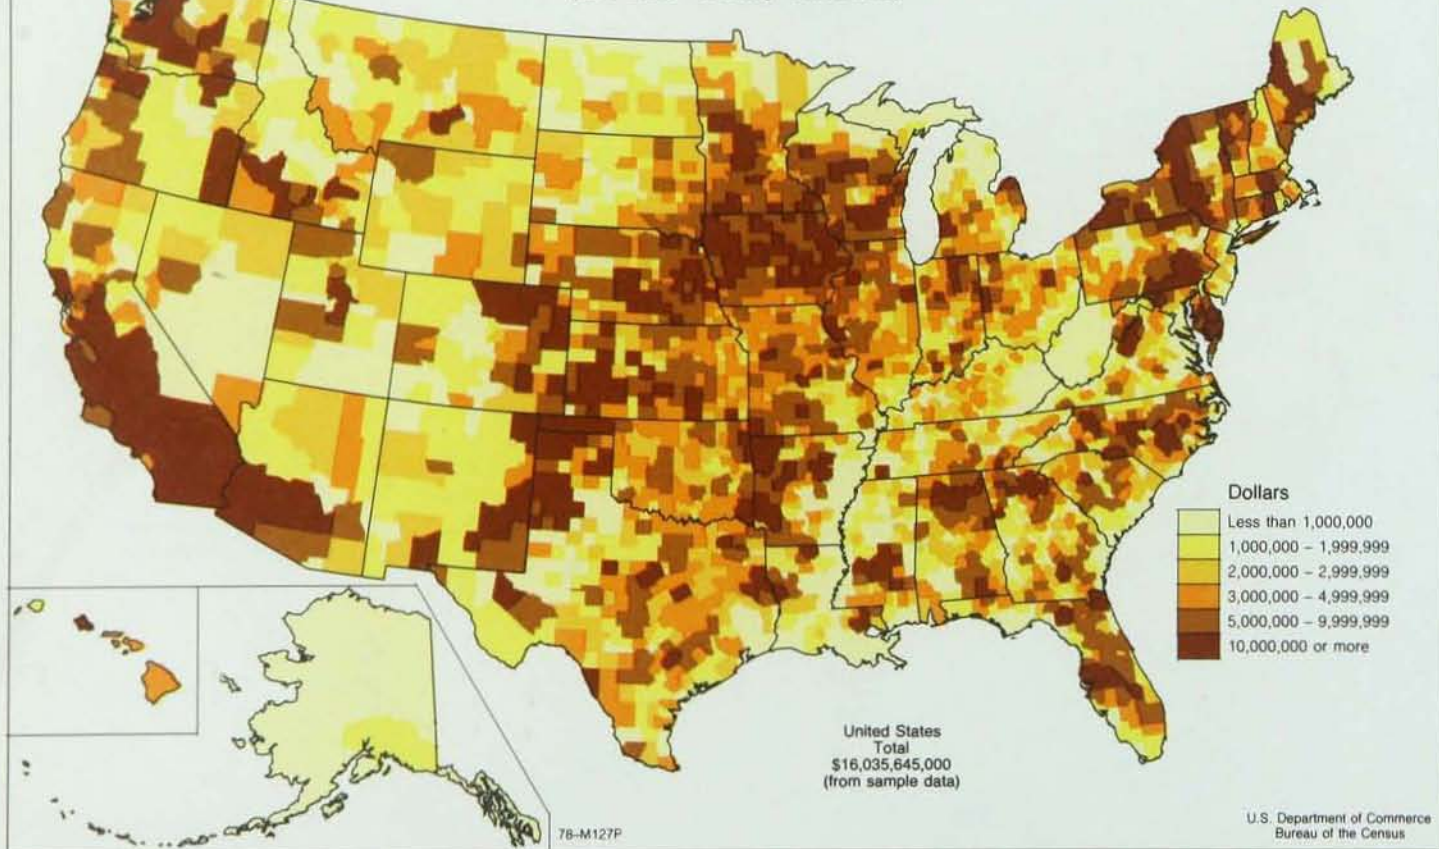 Dollars
Less than 1,000,000
1,000,000 – 1,999,999
2,000,000 – 2,999,999
3,000,000 – 4,999,999
5,000,000 – 9,999,999
10,000,000 or more
United States
Total
$16,035,645,000
(from sample data)
78-M127P
U.S. Department of Commerce
Bureau of the Census